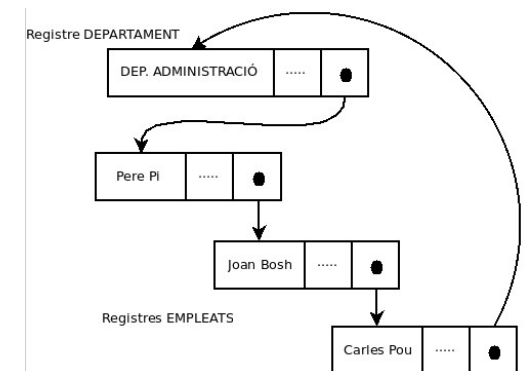 Registre DEPARTAMENT
DEP. ADMINISTRACIÓ .....
Pere Pi .....
Joan Bosh .....
Registres EMPLEATS
Carles Pou .....